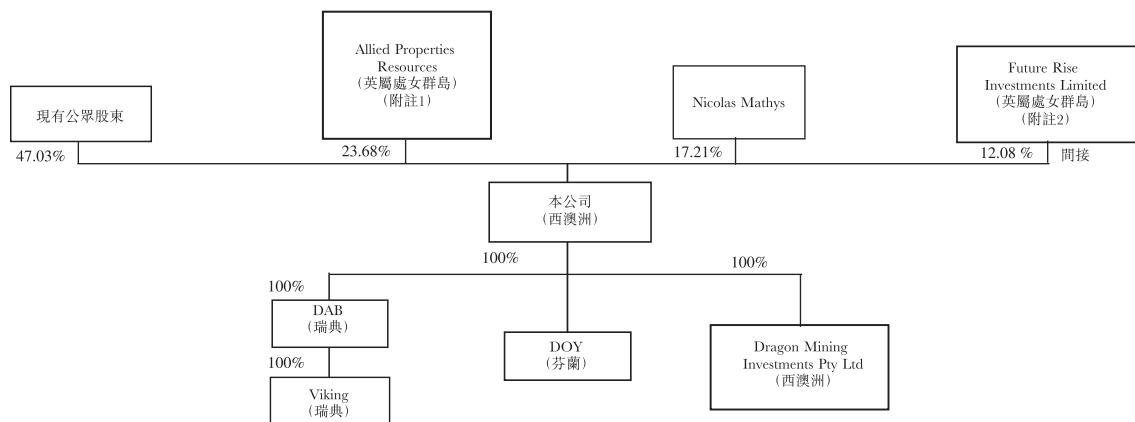 現有公眾股東
Allied Properties
Resources
（英屬處女群島）
（附註1）
Nicolas Mathys
Future Rise
Investments Limited
（英屬處女群島）
（附註2）
47.03%
23.68%
17.21%
12.08 % 間接
本公司
（西澳洲）
100%
100%
100%
DAB
（瑞典）
DOY
（芬蘭）
Dragon Mining
Investments Pty Ltd
（西澳洲）
100%
Viking
（瑞典）